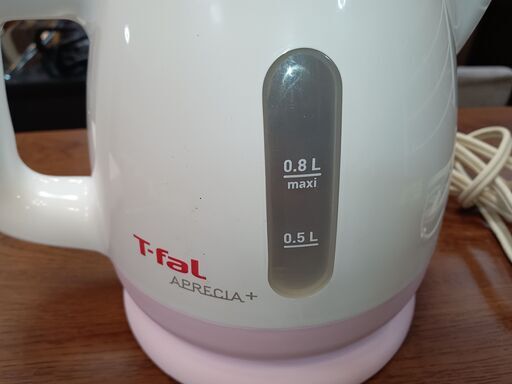 0.8 L
maxi
0.5 L
T-faL
APRECIA+